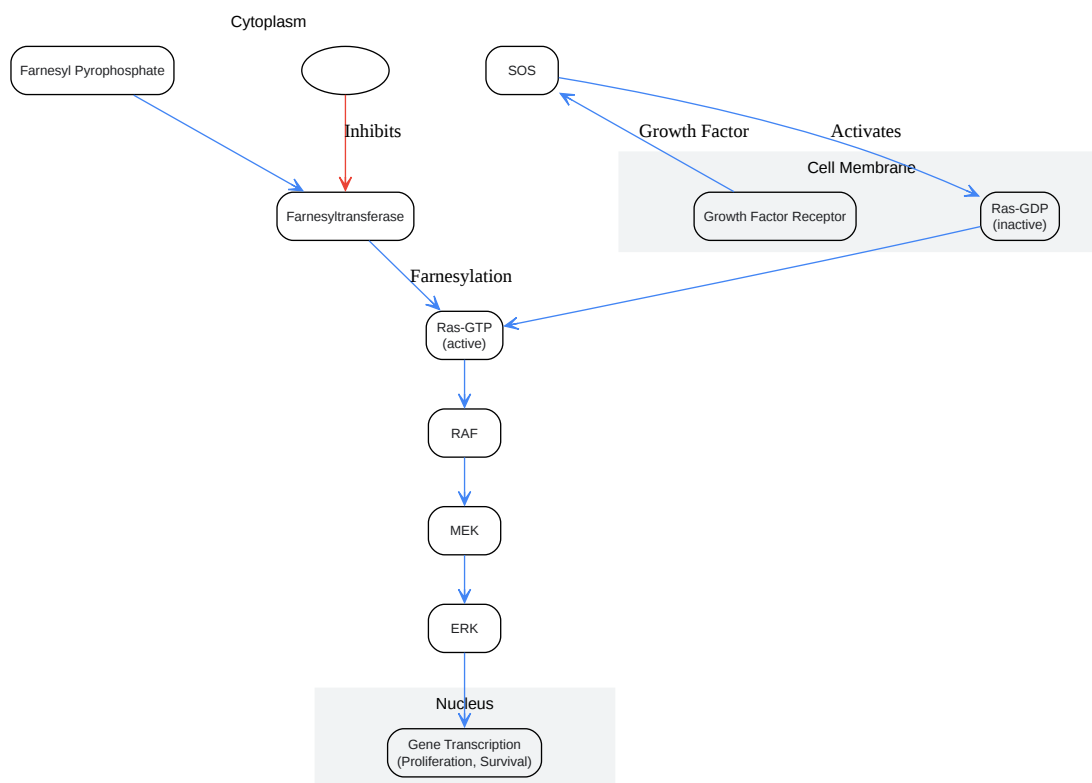 Cytoplasm
Farnesyl Pyrophosphate
SOS
Inhibits
Growth Factor
Activates
Cell Membrane
Farnesyltransferase
Growth Factor Receptor
Ras-GDP
(inactive)
Farnesylation
Ras-GTP
(active)
RAF
MEK
ERK
Nucleus
Gene Transcription
(Proliferation, Survival)